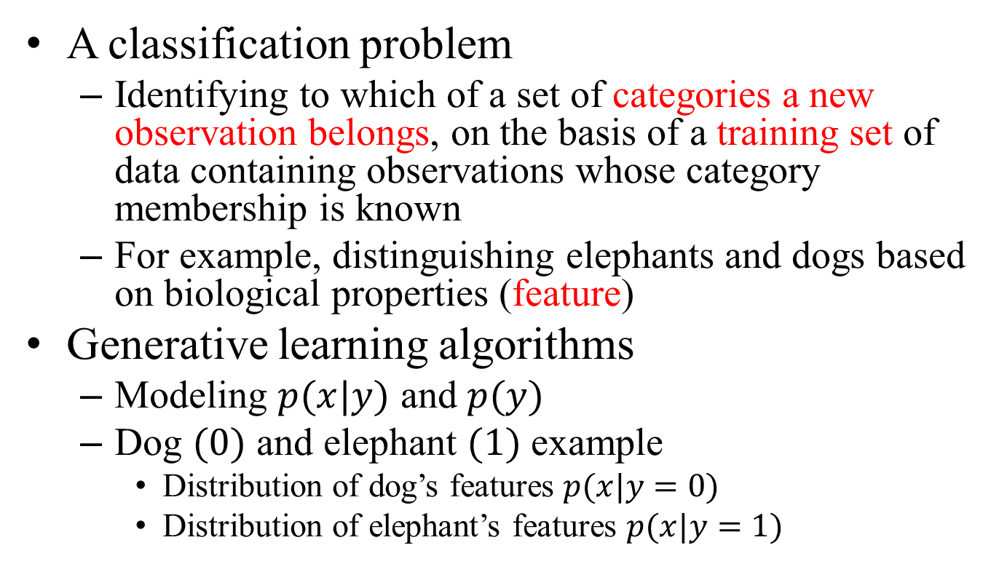 • A classification problem
– Identifying to which of a set of categories a new
observation belongs, on the basis of a training set of
data containing observations whose category
membership is known
– For example, distinguishing elephants and dogs based
on biological properties (feature)
• Generative learning algorithms
– Modeling p(x|y) and p(y)
– Dog (0) and elephant (1) example
• Distribution of dog’s features p(x|y = 0)
• Distribution of elephant’s features p(x|y = 1)